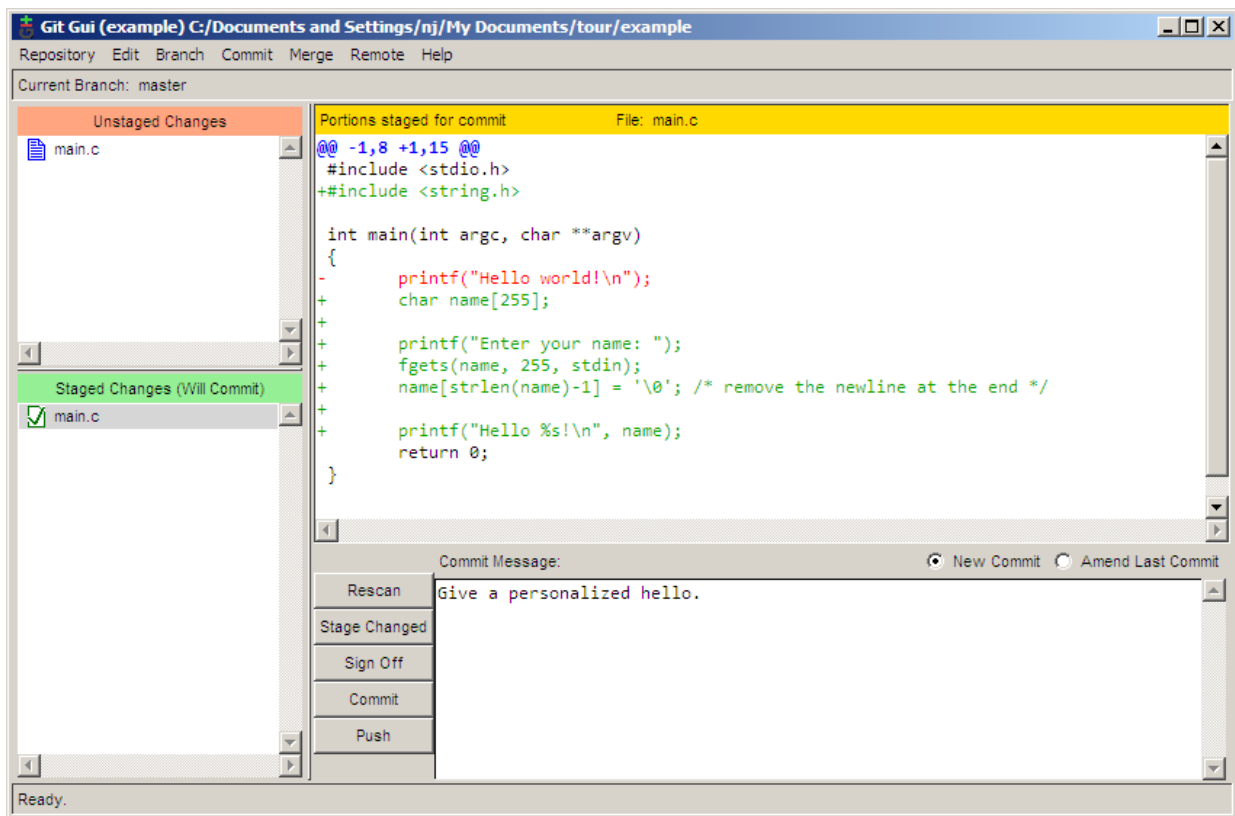 Git Gui (example) C:/Documents and Settings/nj/My Documents/tour/example
Repository Edit Branch Commit Merge Remote Help
Current Branch: master
Unstaged Changes
main.c
Staged Changes (Will Commit)
main.c
Portions staged for commit File: main.c
@@ -1,8 +1,15 @@
 #include <stdio.h>
+#include <string.h>
 int main(int argc, char **argv)
 {
-       printf("Hello world!\n");
+       char name[255];
+
+       printf("Enter your name: ");
+       fgets(name, 255, stdin);
+       name[strlen(name)-1] = '\0'; /* remove the newline at the end */
+
+       printf("Hello %s!\n", name);
        return 0;
 }
Commit Message: New Commit Amend Last Commit
Rescan
Stage Changed
Sign Off
Commit
Push
Give a personalized hello.
Ready.